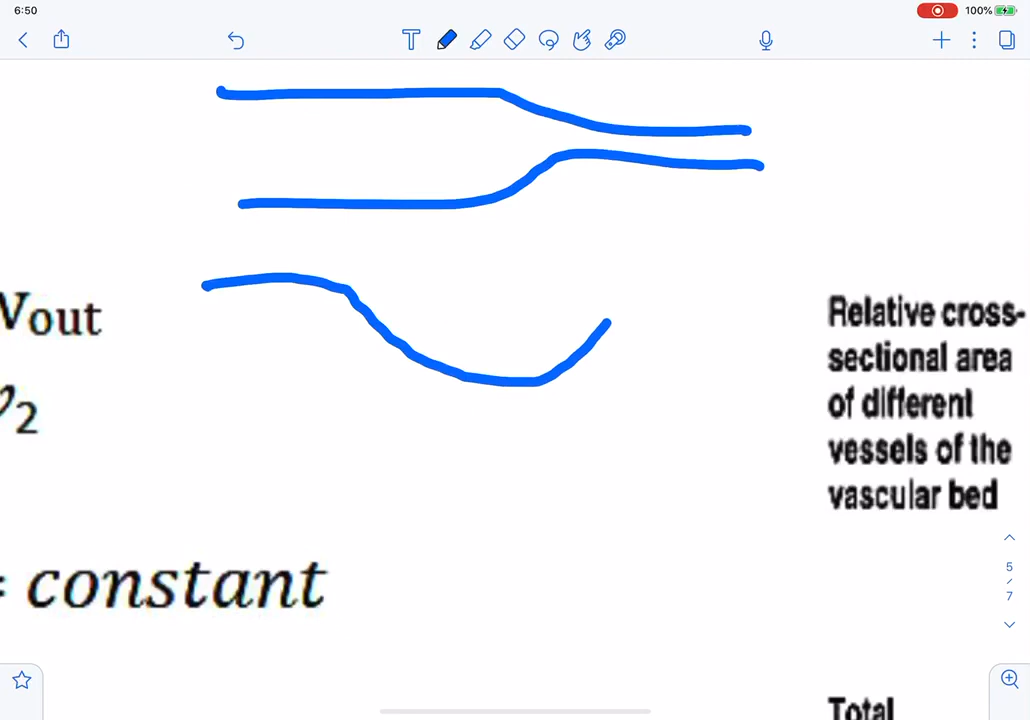 6:50
100%
T
Vout
2
= constant
Relative cross-
sectional area
of different
vessels of the
vascular bed
5
/
7
Total